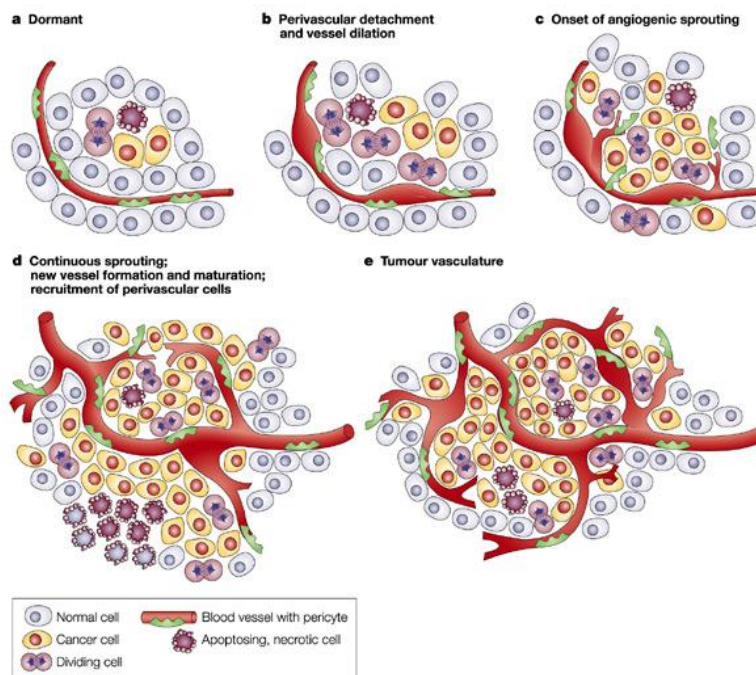 a Dormant
b Perivascular detachment
and vessel dilation
c Onset of angiogenic sprouting
d Continuous sprouting;
new vessel formation and maturation;
recruitment of perivascular cells
e Tumour vasculature
Normal cell
Cancer cell
Dividing cell
Blood vessel with pericyte
Apoptosing, necrotic cell